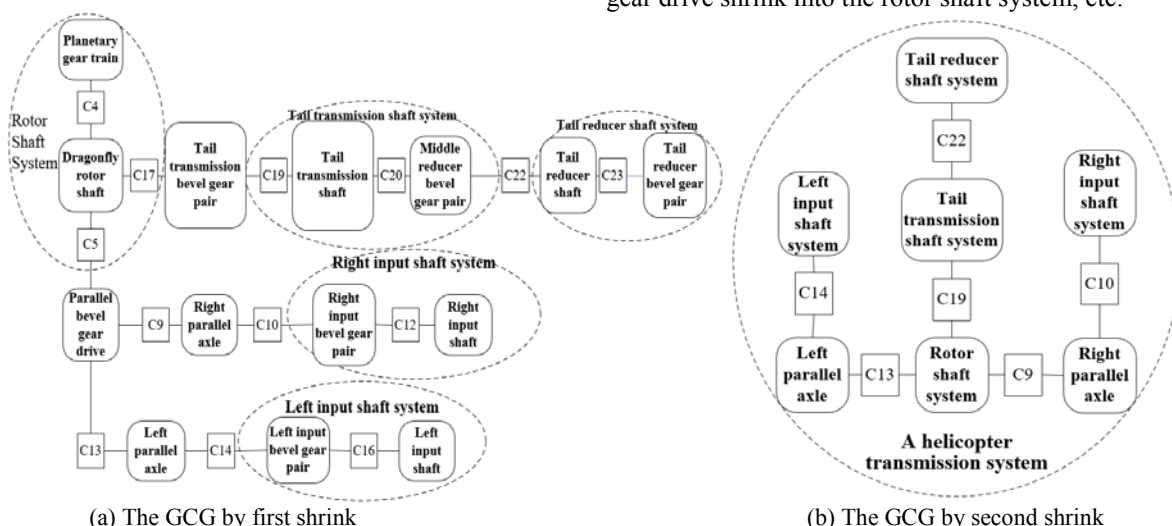 gear drive shrink into the rotor shaft system, etc.
Planetary
gear train
C4
Rotor
Shaft
System
Dragonfly
rotor
shaft
C17
Tail
transmission
bevel gear
pair
C19
Tail transmission shaft system
Tail
transmission
shaft
C20
Middle
reducer
bevel
gear pair
C22
Tail reducer shaft system
Tail
reducer
shaft
C23
Tail
reducer
bevel gear
pair
C5
Parallel
bevel
gear
drive
C9
Right
parallel
axle
C10
Right input shaft system
Right
input
bevel gear
pair
C12
Right
input
shaft
C13
Left
parallel
axle
C14
Left input shaft system
Left input
bevel gear
pair
C16
Left
input
shaft
(a) The GCG by first shrink
Tail reducer
shaft system
C22
Left input
shaft
system
Tail
transmission
shaft system
Right
input shaft
system
C14
C19
C10
Left
parallel
axle
C13
Rotor
shaft
system
C9
Right
parallel
axle
A helicopter
transmission system
(b) The GCG by second shrink